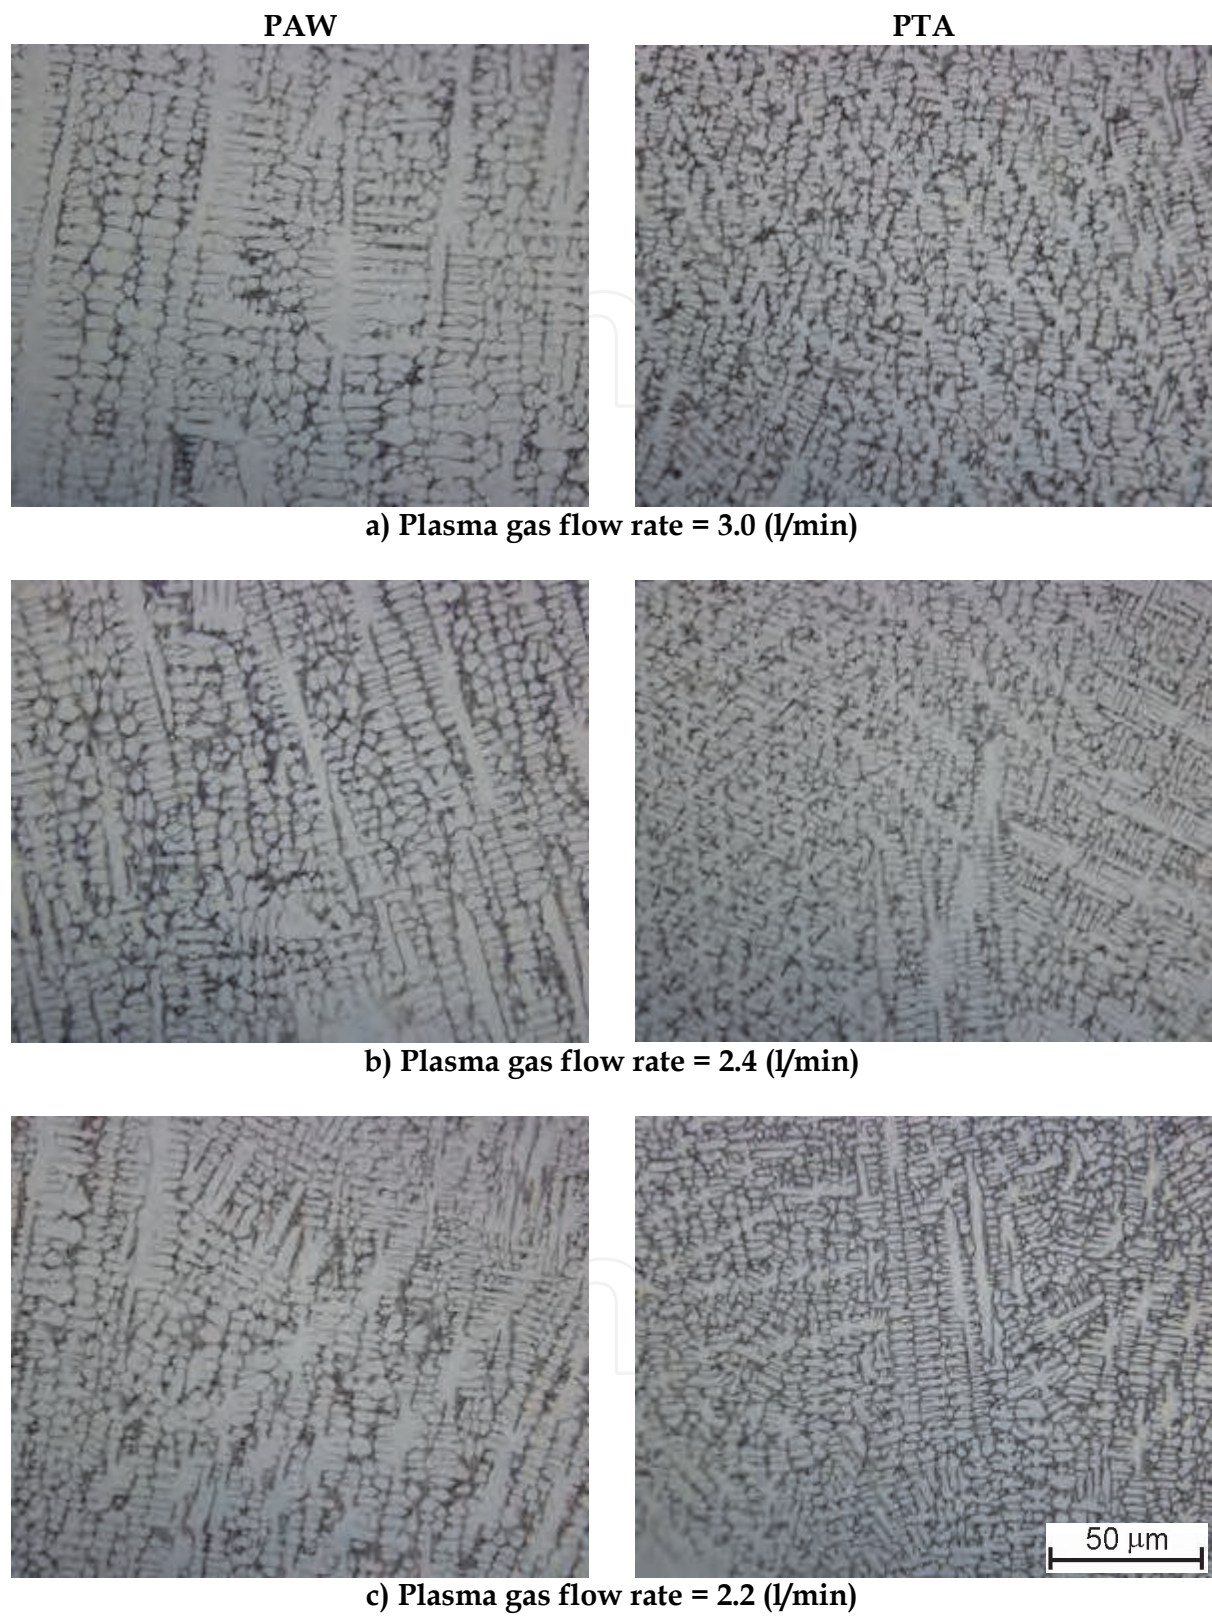 PAW PTA
a) Plasma gas flow rate = 3.0 (l/min)
b) Plasma gas flow rate = 2.4 (l/min)
50 μm
c) Plasma gas flow rate = 2.2 (l/min)